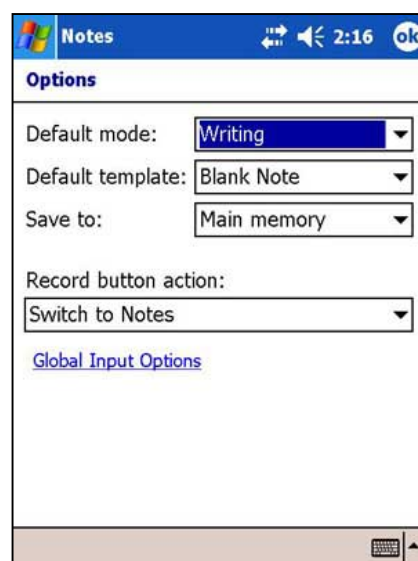 Notes 2:16 ok
Options
Default mode: Writing
Default template: Blank Note
Save to: Main memory
Record button action:
Switch to Notes
Global Input Options